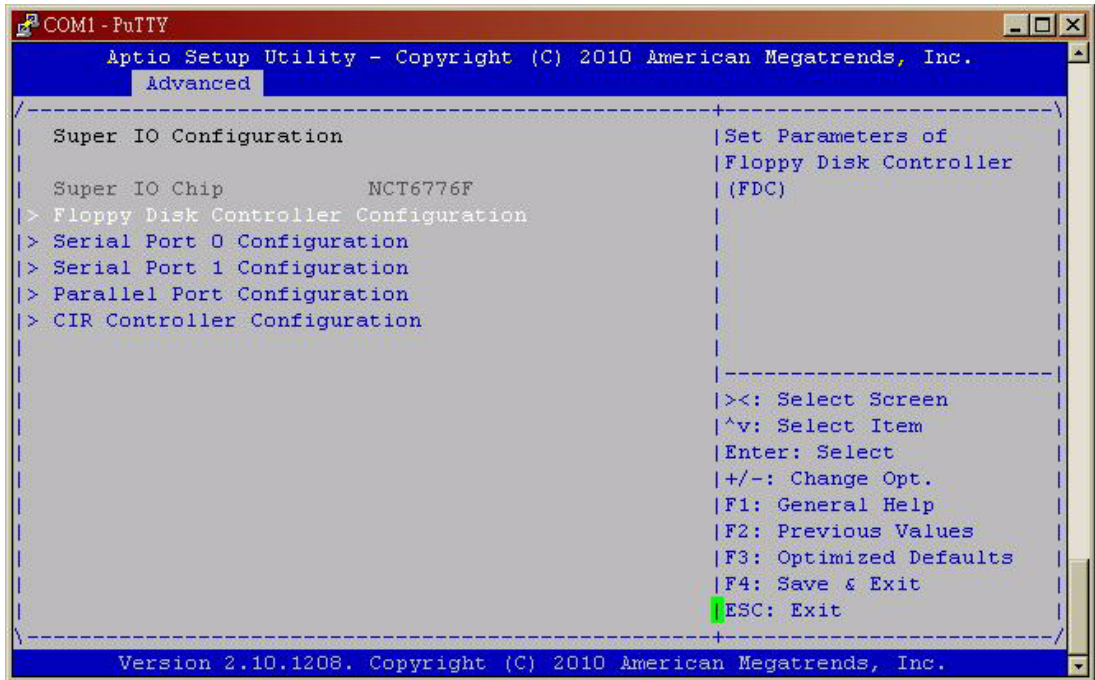 COM1 - PuTTY
Aptio Setup Utility - Copyright (C) 2010 American Megatrends, Inc.
Advanced
/------------------------------------------------------+-------------------------\
| Super IO Configuration |Set Parameters of |
| |Floppy Disk Controller |
| Super IO Chip NCT6776F |(FDC) |
|> Floppy Disk Controller Configuration | |
|> Serial Port 0 Configuration | |
|> Serial Port 1 Configuration | |
|> Parallel Port Configuration | |
|> CIR Controller Configuration | |
| | |
| |-------------------------|
| |><: Select Screen |
| |^v: Select Item |
| |Enter: Select |
| |+/-: Change Opt. |
| |F1: General Help |
| |F2: Previous Values |
| |F3: Optimized Defaults |
| |F4: Save & Exit |
| |ESC: Exit |
\------------------------------------------------------+-------------------------/
Version 2.10.1208. Copyright (C) 2010 American Megatrends, Inc.